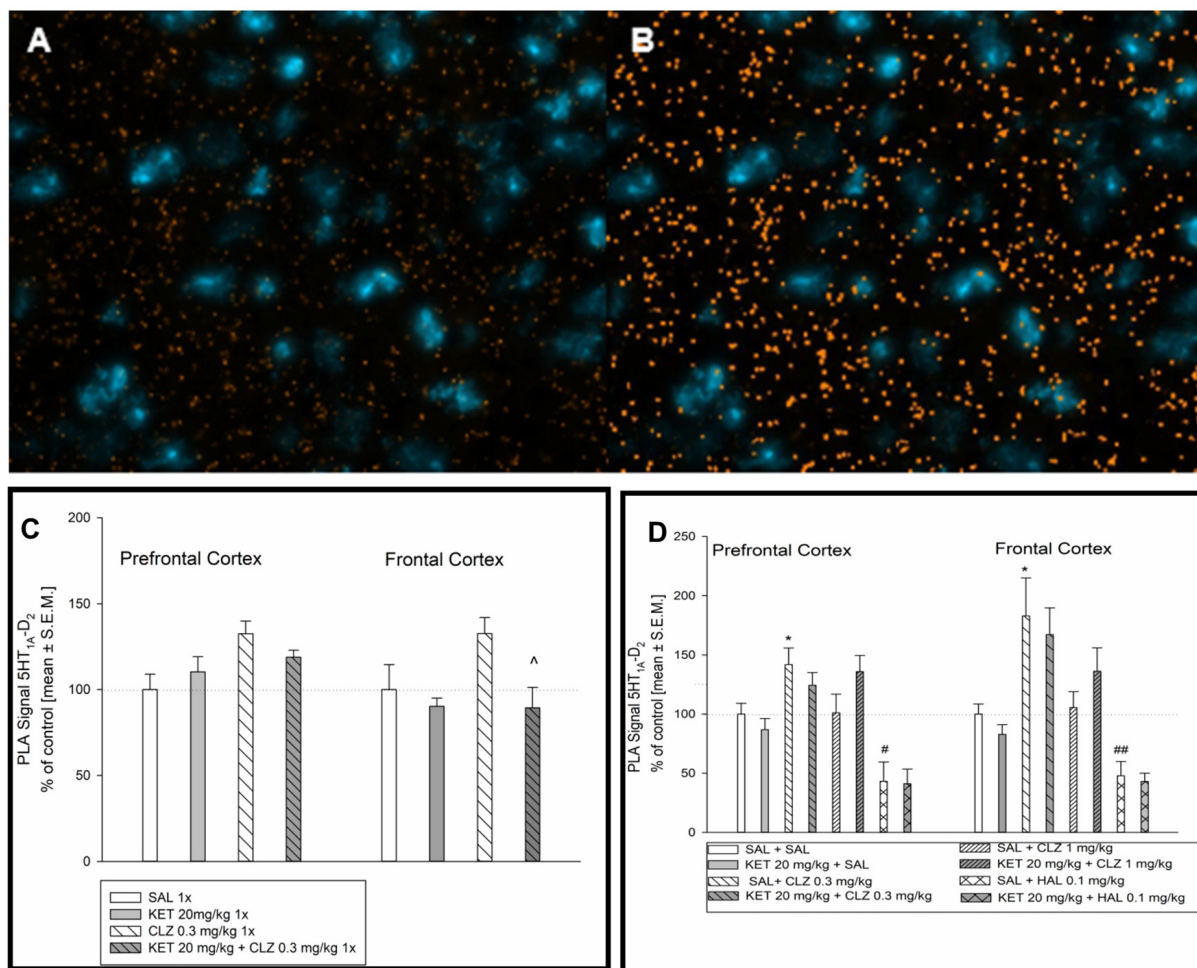 A
B
C
200
150
100
50
0
PLA Signal 5HT1A-D2
% of control [mean ± S.E.M.]
Prefrontal Cortex
Frontal Cortex
^
SAL 1x
KET 20mg/kg 1x
CLZ 0.3 mg/kg 1x
KET 20 mg/kg + CLZ 0.3 mg/kg 1x
D
250
200
150
100
50
0
PLA Signal 5HT1A-D2
% of control [mean ± S.E.M.]
Prefrontal Cortex
Frontal Cortex
*
#
*
##
SAL + SAL
KET 20 mg/kg + SAL
SAL+ CLZ 0.3 mg/kg
KET 20 mg/kg + CLZ 0.3 mg/kg
SAL + CLZ 1 mg/kg
KET 20 mg/kg + CLZ 1 mg/kg
SAL + HAL 0.1 mg/kg
KET 20 mg/kg + HAL 0.1 mg/kg